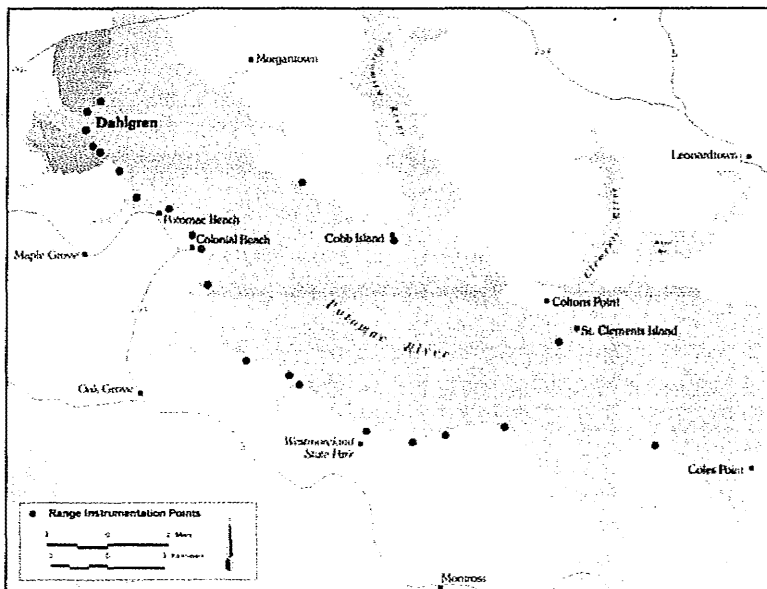 Morgantown
Dahlgren
Leonardtown
Potomac Beach
Colonial Beach
Cobb Island
Maple Grove
River
Coltons Point
St. Clements Island
Potomac River
Oak Grove
Westmoreland
State Park
Coles Point
Range Instrumentation Points
Montross